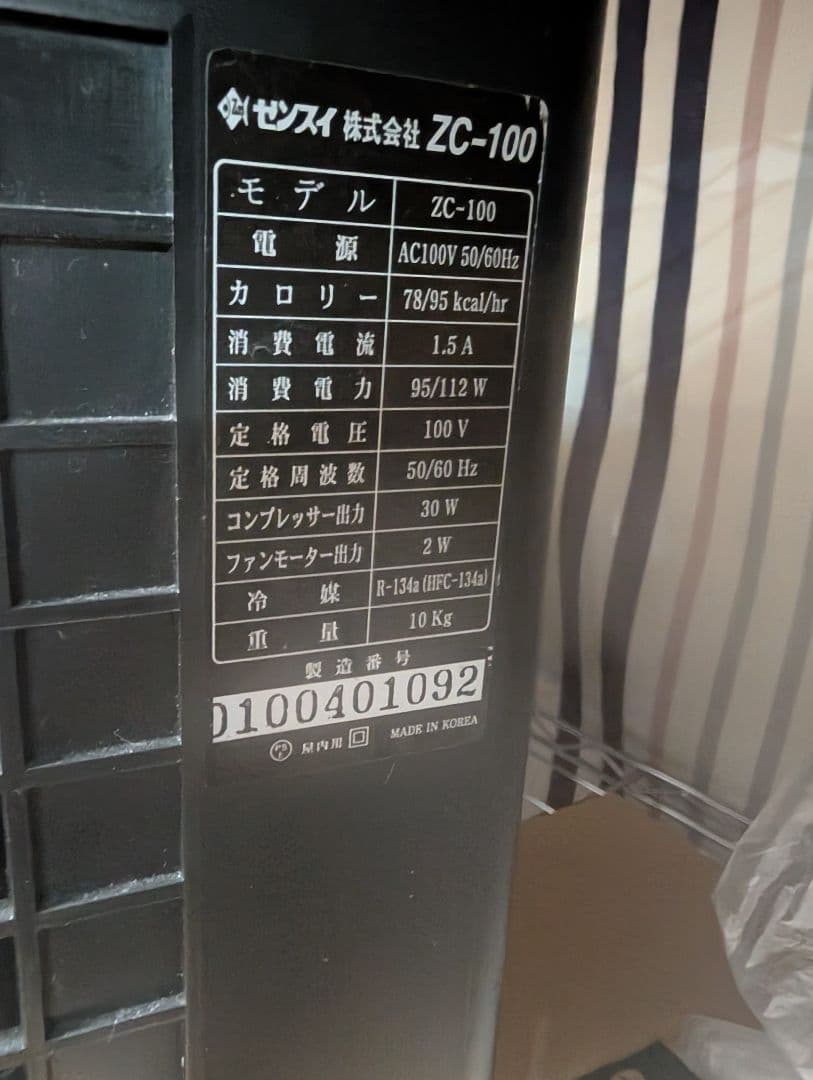 ゼンスイ 株式会社 ZC-100
モデル ZC-100
電源 AC100V 50/60Hz
カロリー 78/95 kcal/hr
消費電流 1.5 A
消費電力 95/112 W
定格電圧 100 V
定格周波数 50/60 Hz
コンプレッサー出力 30 W
ファンモーター出力 2 W
冷媒 R-134a (HFC-134a)
重量 10 Kg
製造番号
0100401092
屋内用 MADE IN KOREA